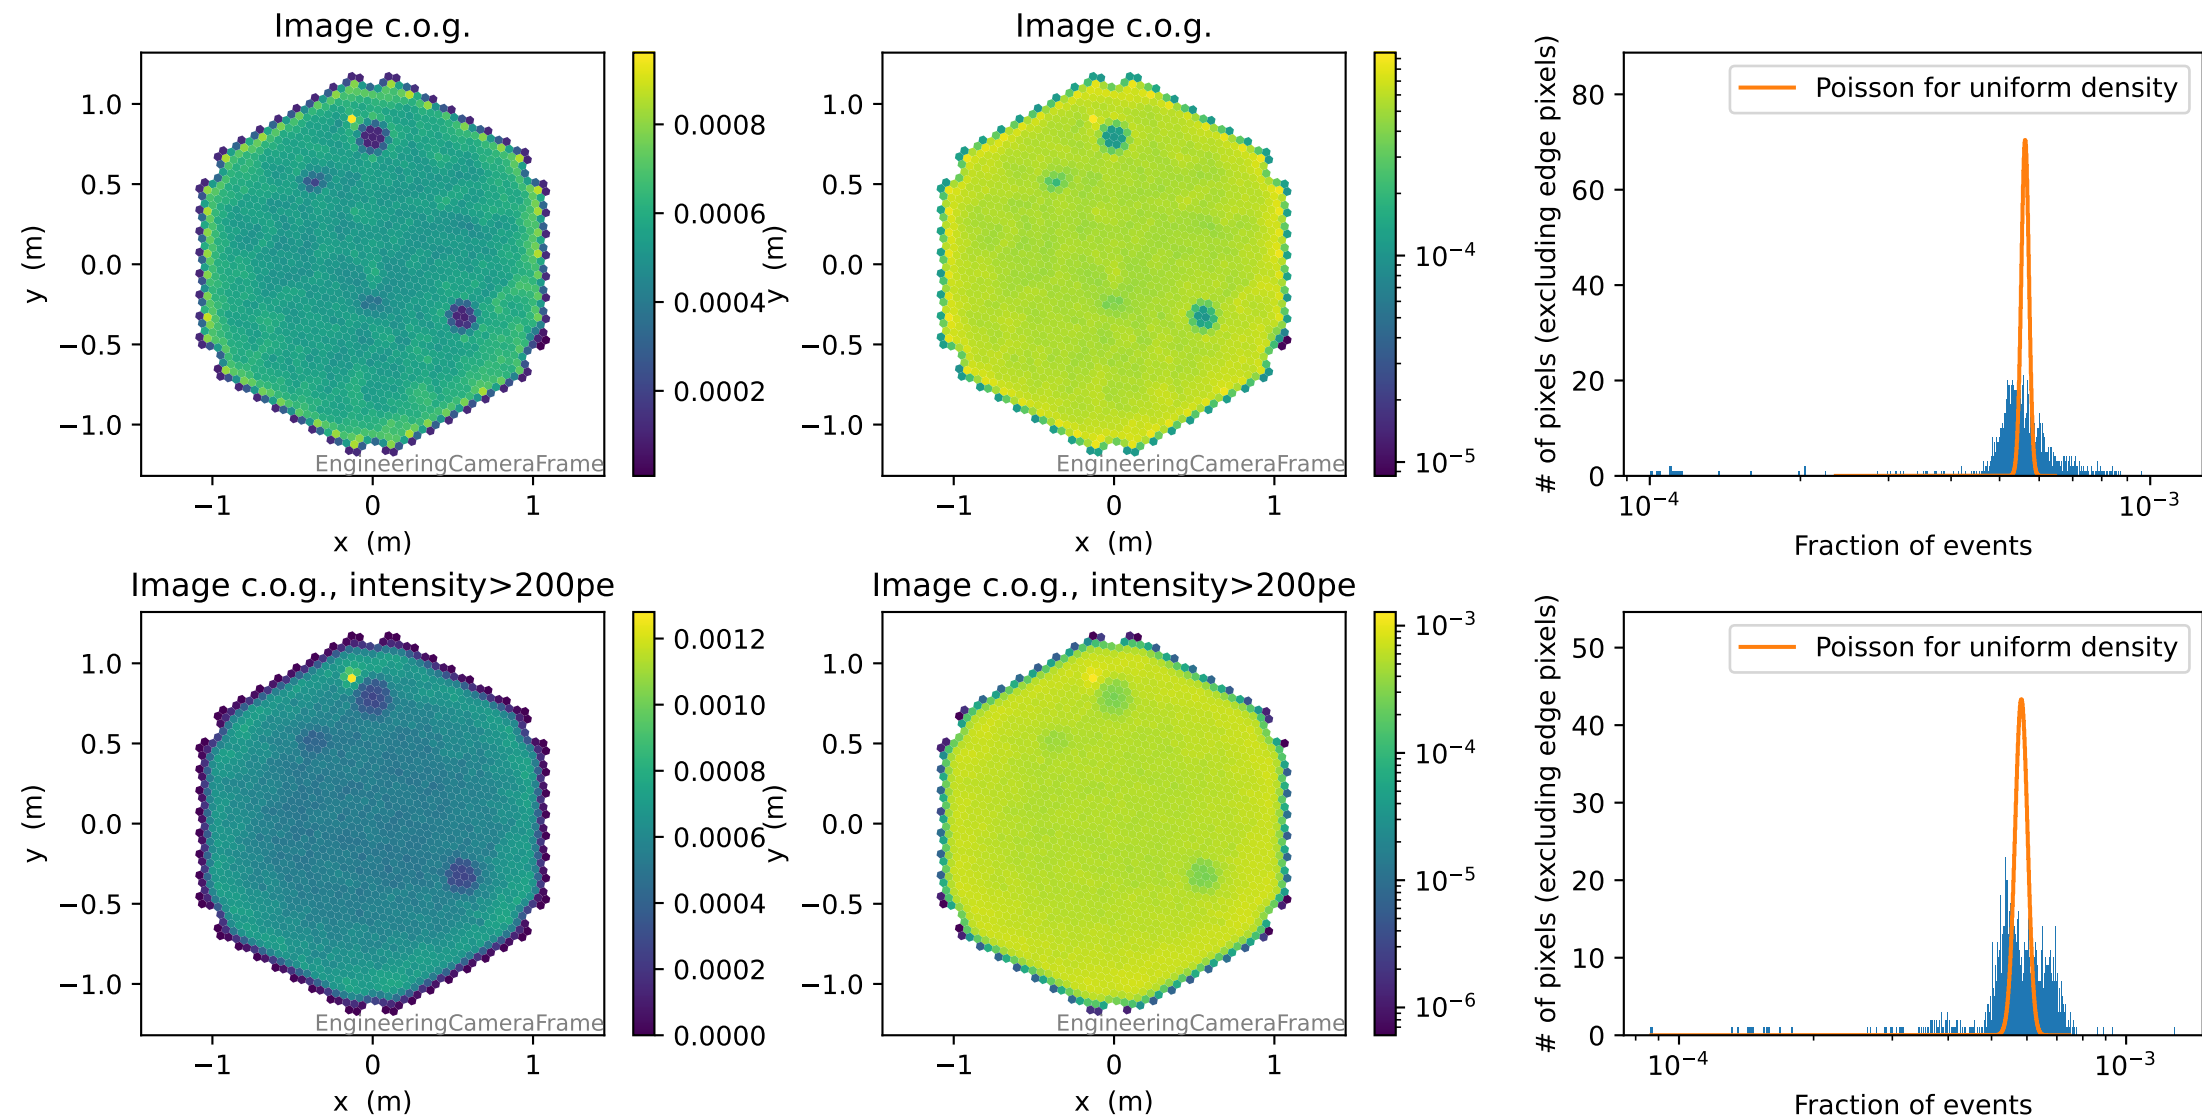 Image c.o.g.
1.0
0.5
0.0
−0.5
−1.0
y (m)
−1 0 1
x (m)
EngineeringCameraFrame
0.0008
0.0006
0.0004
0.0002
Image c.o.g.
1.0
0.5
0.0
−0.5
−1.0
y (m)
−1 0 1
x (m)
EngineeringCameraFrame
10−4
10−5
# of pixels (excluding edge pixels)
80
60
40
20
0
Poisson for uniform density
10−4 10−3
Fraction of events
Image c.o.g., intensity>200pe
1.0
0.5
0.0
−0.5
−1.0
y (m)
−1 0 1
x (m)
EngineeringCameraFrame
0.0012
0.0010
0.0008
0.0006
0.0004
0.0002
0.0000
Image c.o.g., intensity>200pe
1.0
0.5
0.0
−0.5
−1.0
y (m)
−1 0 1
x (m)
EngineeringCameraFrame
10−3
10−4
10−5
10−6
# of pixels (excluding edge pixels)
50
40
30
20
10
0
Poisson for uniform density
10−4 10−3
Fraction of events